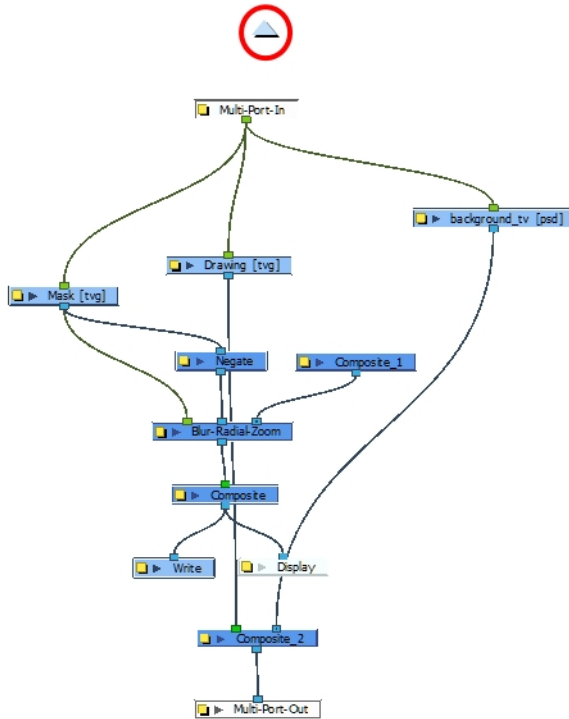 Multi-Port-In
background_tv [psd]
Drawing [tvg]
Mask [tvg]
Negate
Composite_1
Blur-Radial-Zoom
Composite
Write
Display
Composite_2
Multi-Port-Out